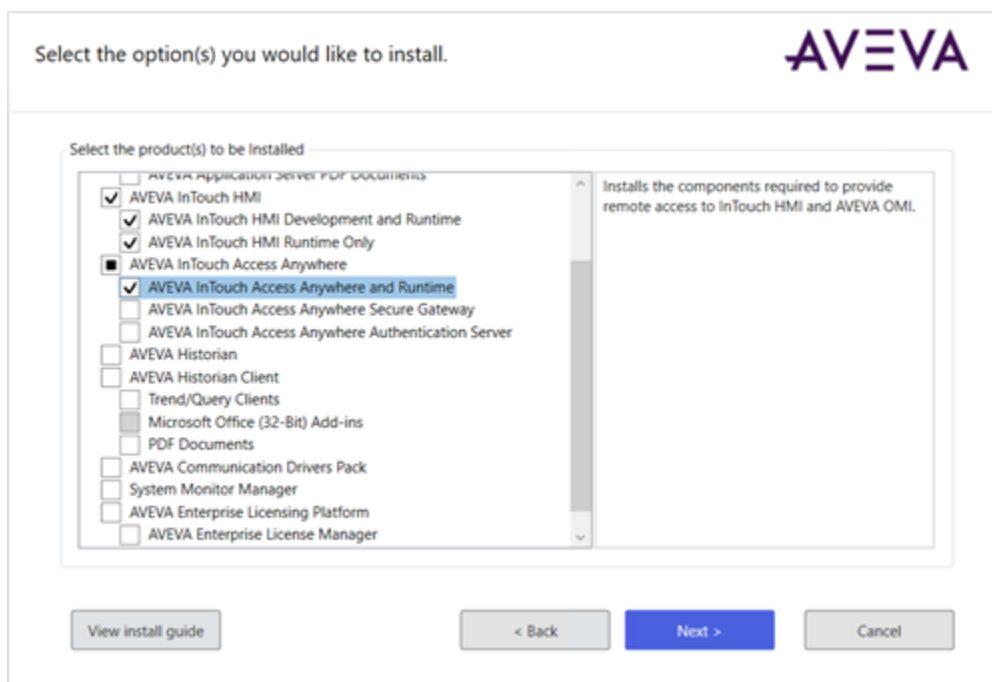 Select the option(s) you would like to install.
AVEVA
Select the product(s) to be Installed
AVEVA Application Server PDF Documents
AVEVA InTouch HMI
AVEVA InTouch HMI Development and Runtime
AVEVA InTouch HMI Runtime Only
AVEVA InTouch Access Anywhere
AVEVA InTouch Access Anywhere and Runtime
AVEVA InTouch Access Anywhere Secure Gateway
AVEVA InTouch Access Anywhere Authentication Server
AVEVA Historian
AVEVA Historian Client
Trend/Query Clients
Microsoft Office (32-Bit) Add-ins
PDF Documents
AVEVA Communication Drivers Pack
System Monitor Manager
AVEVA Enterprise Licensing Platform
AVEVA Enterprise License Manager
Installs the components required to provide
remote access to InTouch HMI and AVEVA OMI.
View install guide
< Back
Next >
Cancel